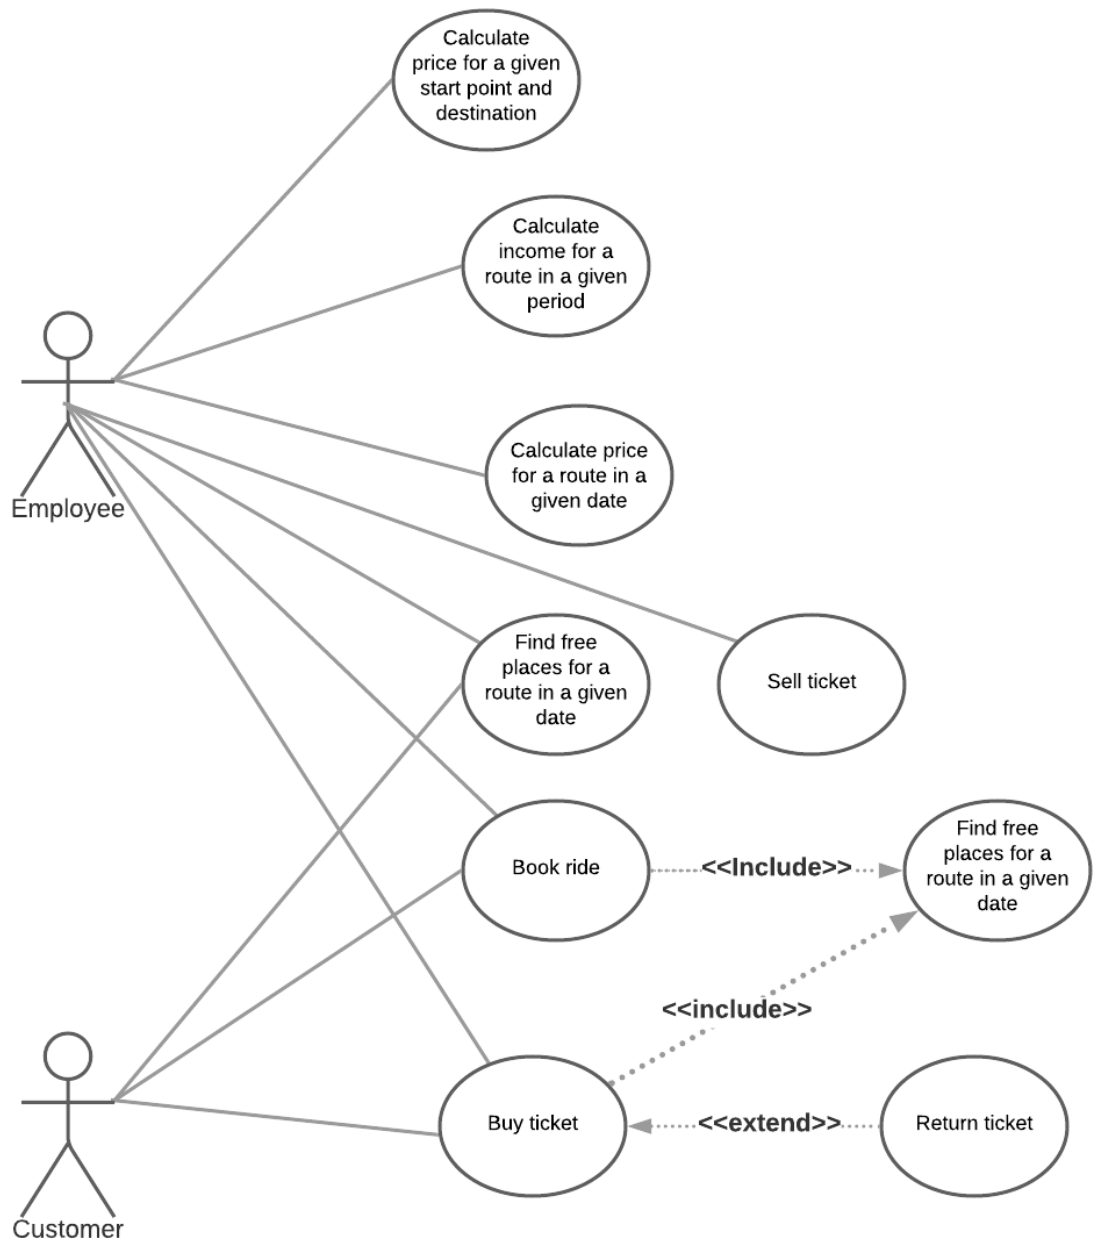 Calculate
price for a given
start point and
destination
Calculate
income for a
route in a given
period
Employee
Calculate price
for a route in a
given date
Find free
places for a
route in a given
date
Sell ticket
Book ride
<<Include>>
Find free
places for a
route in a given
date
<<include>>
Buy ticket
<<extend>>
Return ticket
Customer